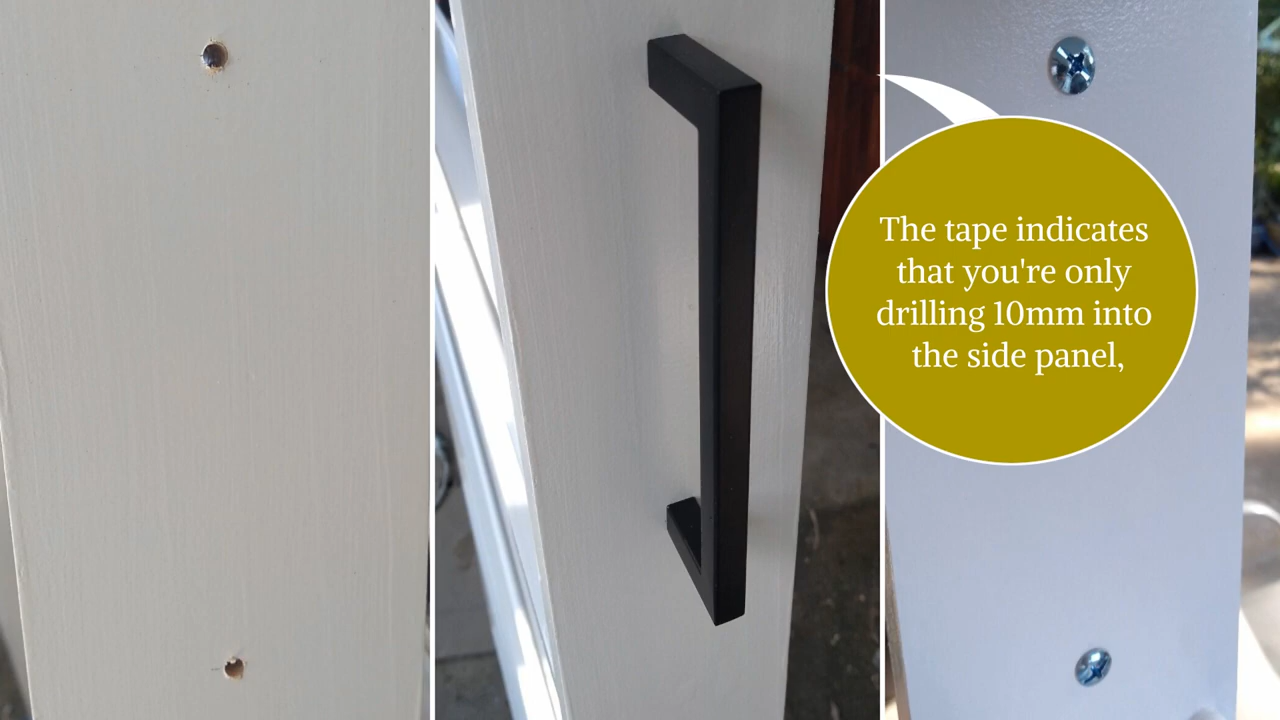 The tape indicates
that you're only
drilling 10mm into
the side panel,